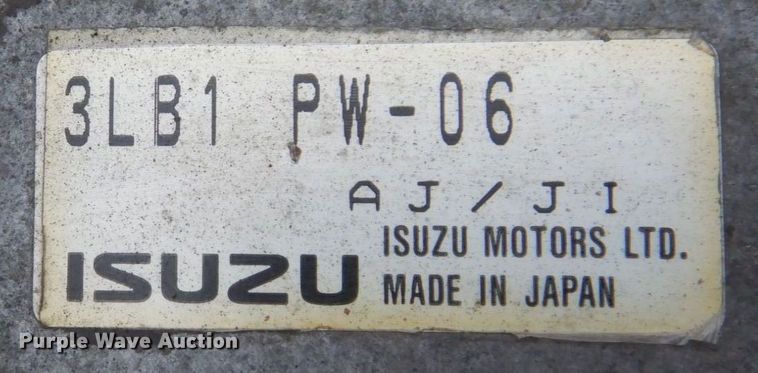 3LB1 PW-06
AJ/JI
ISUZU ISUZU MOTORS LTD.
MADE IN JAPAN
Purple Wave Auction